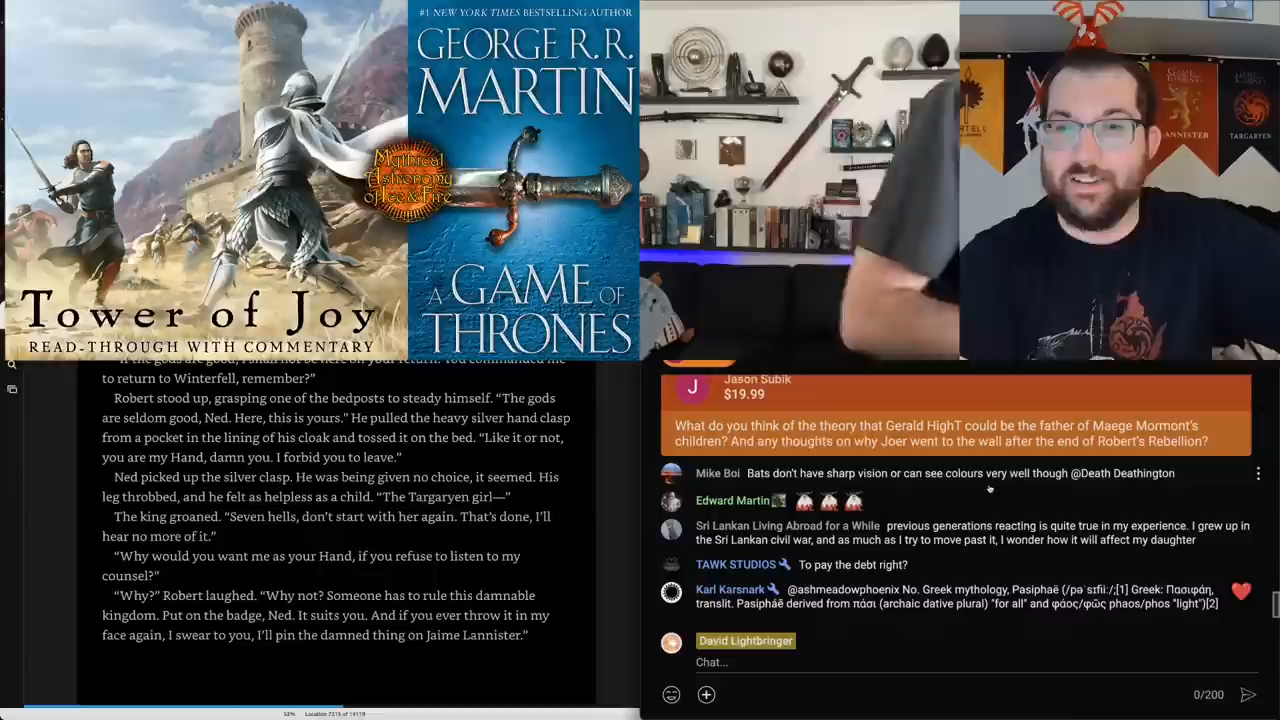 #1 NEW YORK TIMES BESTSELLING AUTHOR
GEORGE R.R.
MARTIN
A GAME OF
THRONES
Mythical
Astronomy
of Ice & Fire
Tower of Joy
READ-THROUGH WITH COMMENTARY
LANNISTER
TARGARYEN
to return to Winterfell, remember?”
Robert stood up, grasping one of the bedposts to steady himself. “The gods
are seldom good, Ned. Here, this is yours.” He pulled the heavy silver hand clasp
from a pocket in the lining of his cloak and tossed it on the bed. “Like it or not,
you are my Hand, damn you. I forbid you to leave.”
Ned picked up the silver clasp. He was being given no choice, it seemed. His
leg throbbed, and he felt as helpless as a child. “The Targaryen girl—”
The king groaned. “Seven hells, don’t start with her again. That’s done, I’ll
hear no more of it.”
“Why would you want me as your Hand, if you refuse to listen to my
counsel?”
“Why?” Robert laughed. “Why not? Someone has to rule this damnable
kingdom. Put on the badge, Ned. It suits you. And if you ever throw it in my
face again, I swear to you, I’ll pin the damned thing on Jaime Lannister.”
52% Location 7215 of 14119
J
Jason Subik
$19.99
What do you think of the theory that Gerald HighT could be the father of Maege Mormont's
children? And any thoughts on why Joer went to the wall after the end of Robert's Rebellion?
Mike Boi Bats don't have sharp vision or can see colours very well though @Death Deathington
Edward Martin
Sri Lankan Living Abroad for a While previous generations reacting is quite true in my experience. I grew up in
the Sri Lankan civil war, and as much as I try to move past it, I wonder how it will affect my daughter
TAWK STUDIOS To pay the debt right?
Karl Karsnark @ashmeadowphoenix No. Greek mythology, Pasiphaë (/pəˈsɪfiiː/;[1] Greek: Πασιφάη,
translit. Pasipháē derived from πάσι (archaic dative plural) "for all" and φάος/φῶς phaos/phos "light")[2]
David Lightbringer
Chat...
0/200